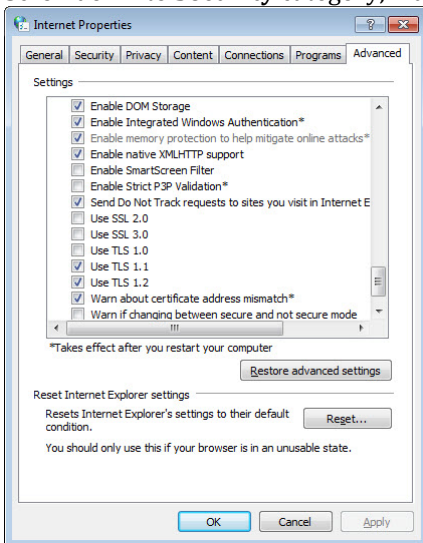 Internet Properties
General Security Privacy Content Connections Programs Advanced
Settings
Enable DOM Storage
Enable Integrated Windows Authentication*
Enable memory protection to help mitigate online attacks*
Enable native XMLHTTP support
Enable SmartScreen Filter
Enable Strict P3P Validation*
Send Do Not Track requests to sites you visit in Internet E
Use SSL 2.0
Use SSL 3.0
Use TLS 1.0
Use TLS 1.1
Use TLS 1.2
Warn about certificate address mismatch*
Warn if changing between secure and not secure mode
*Takes effect after you restart your computer
Restore advanced settings
Reset Internet Explorer settings
Resets Internet Explorer's settings to their default
condition.
Reset...
You should only use this if your browser is in an unusable state.
OK Cancel Apply